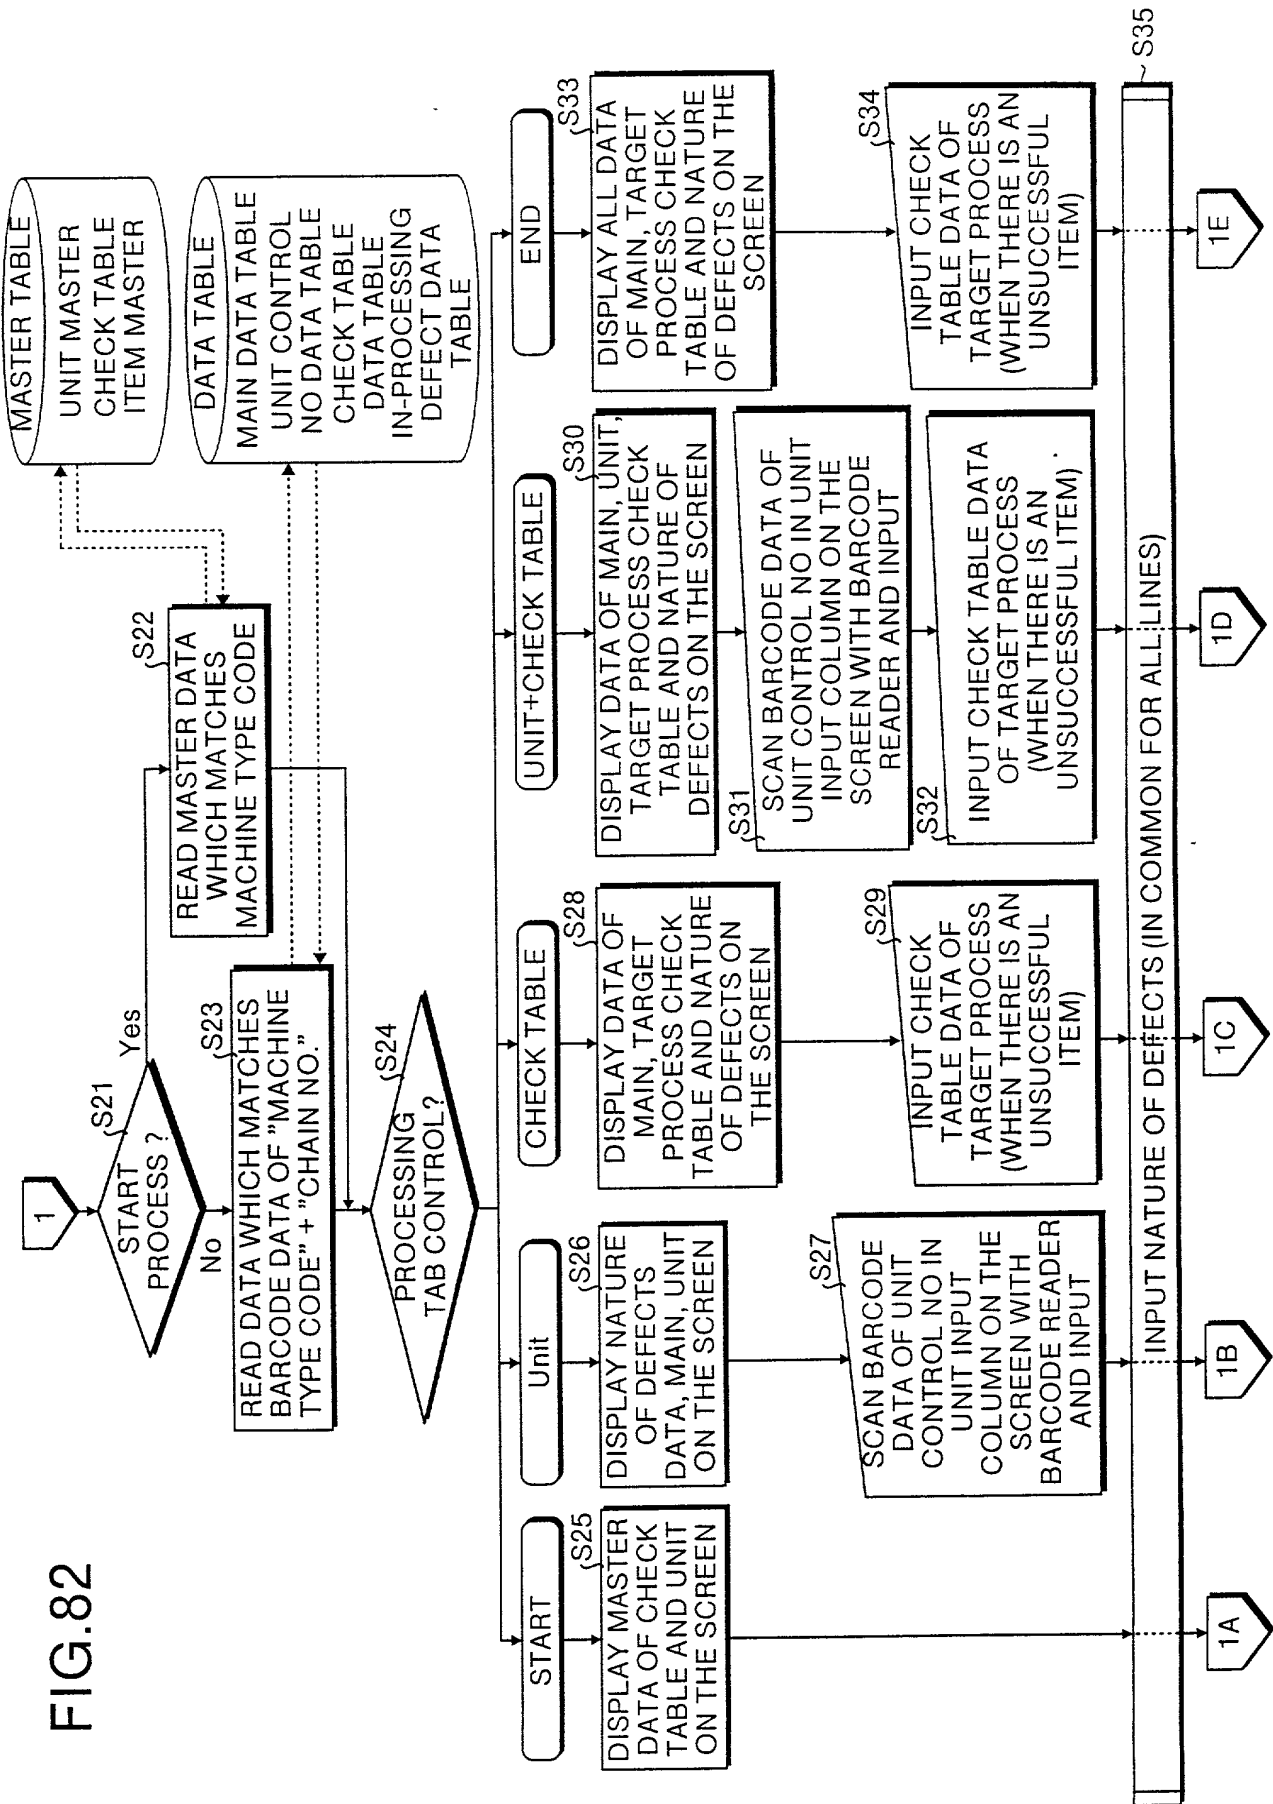 FIG.82
1
S21
START
PROCESS ?
Yes
No
S22
READ MASTER DATA
WHICH MATCHES
MACHINE TYPE CODE
MASTER TABLE
UNIT MASTER
CHECK TABLE
ITEM MASTER
S23
READ DATA WHICH MATCHES
BARCODE DATA OF "MACHINE
TYPE CODE" + "CHAIN NO."
DATA TABLE
MAIN DATA TABLE
UNIT CONTROL
NO DATA TABLE
CHECK TABLE
DATA TABLE
IN-PROCESSING
DEFECT DATA
TABLE
S24
PROCESSING
TAB CONTROL?
START
S25
DISPLAY MASTER
DATA OF CHECK
TABLE AND UNIT
ON THE SCREEN
Unit
S26
DISPLAY NATURE
OF DEFECTS
DATA, MAIN, UNIT
ON THE SCREEN
S27
SCAN BARCODE
DATA OF UNIT
CONTROL NO IN
UNIT INPUT
COLUMN ON THE
SCREEN WITH
BARCODE READER
AND INPUT
CHECK TABLE
S28
DISPLAY DATA OF
MAIN, TARGET
PROCESS CHECK
TABLE AND NATURE
OF DEFECTS ON
THE SCREEN
S29
INPUT CHECK
TABLE DATA OF
TARGET PROCESS
(WHEN THERE IS AN
UNSUCCESSFUL
ITEM)
UNIT+CHECK TABLE
S30
DISPLAY DATA OF MAIN, UNIT,
TARGET PROCESS CHECK
TABLE AND NATURE OF
DEFECTS ON THE SCREEN
S31
SCAN BARCODE DATA OF
UNIT CONTROL NO IN UNIT
INPUT COLUMN ON THE
SCREEN WITH BARCODE
READER AND INPUT
S32
INPUT CHECK TABLE DATA
OF TARGET PROCESS
(WHEN THERE IS AN
UNSUCCESSFUL ITEM)
END
S33
DISPLAY ALL DATA
OF MAIN, TARGET
PROCESS CHECK
TABLE AND NATURE
OF DEFECTS ON THE
SCREEN
S34
INPUT CHECK
TABLE DATA OF
TARGET PROCESS
(WHEN THERE IS AN
UNSUCCESSFUL
ITEM)
S35
INPUT NATURE OF DEFECTS (IN COMMON FOR ALL LINES)
1A
1B
1C
1D
1E